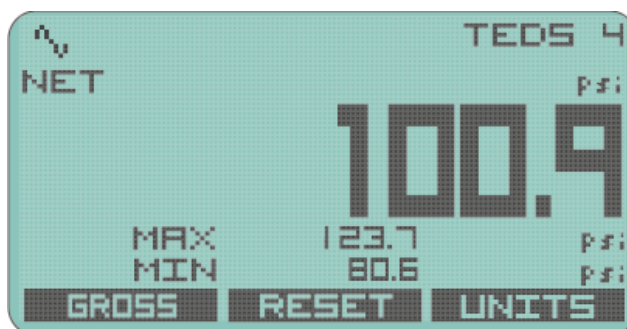 TEDS 4
NET
psi
100.9
MAX 123.7 psi
MIN 80.6 psi
GROSS RESET UNITS